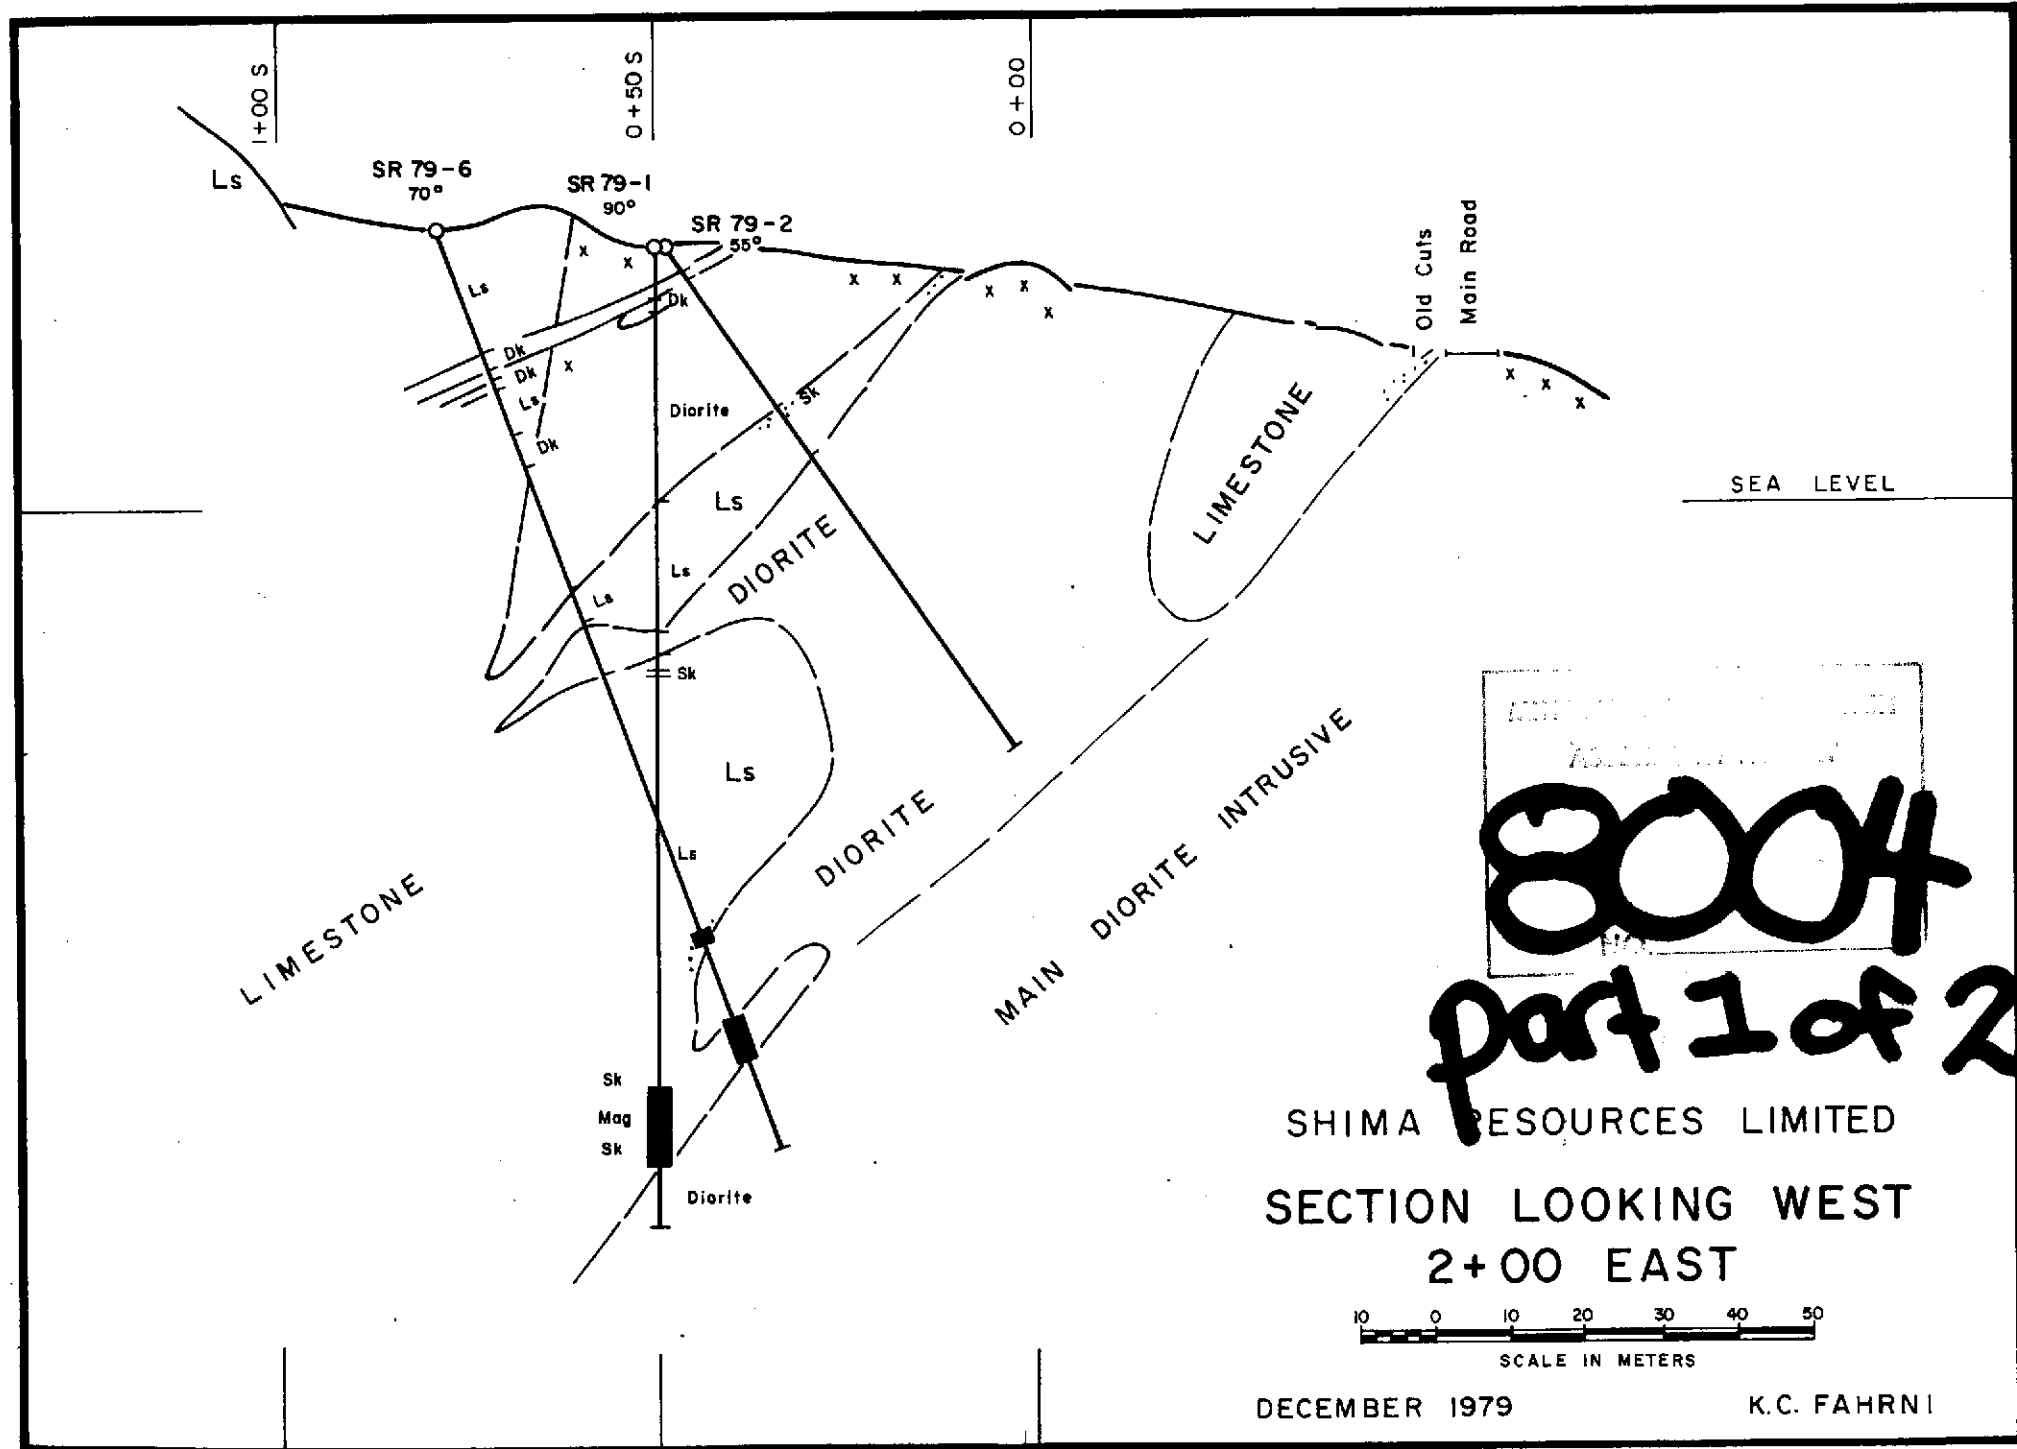 1+00 S
0+50 S
0+00
Ls
SR 79-6
70°
SR 79-1
90°
SR 79-2
55°
Old Cuts
Main Road
Ls
Dk
Dk
Dk
Ls
Dk
Diorite
Sk
LIMESTONE
SEA LEVEL
Ls
Ls
DIORITE
Ls
Sk
Ls
Ls
DIORITE
LIMESTONE
MAIN DIORITE INTRUSIVE
8004
part 1 of 2
NO.
Sk
Mag
Sk
Diorite
SHIMA RESOURCES LIMITED
SECTION LOOKING WEST
2+00 EAST
10 0 10 20 30 40 50
SCALE IN METERS
DECEMBER 1979 K.C. FAHRNI